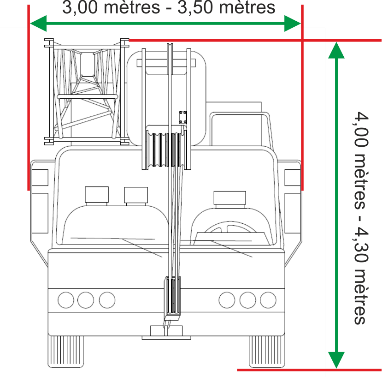 3,00 mètres - 3,50 mètres
4,00 mètres - 4,30 mètres